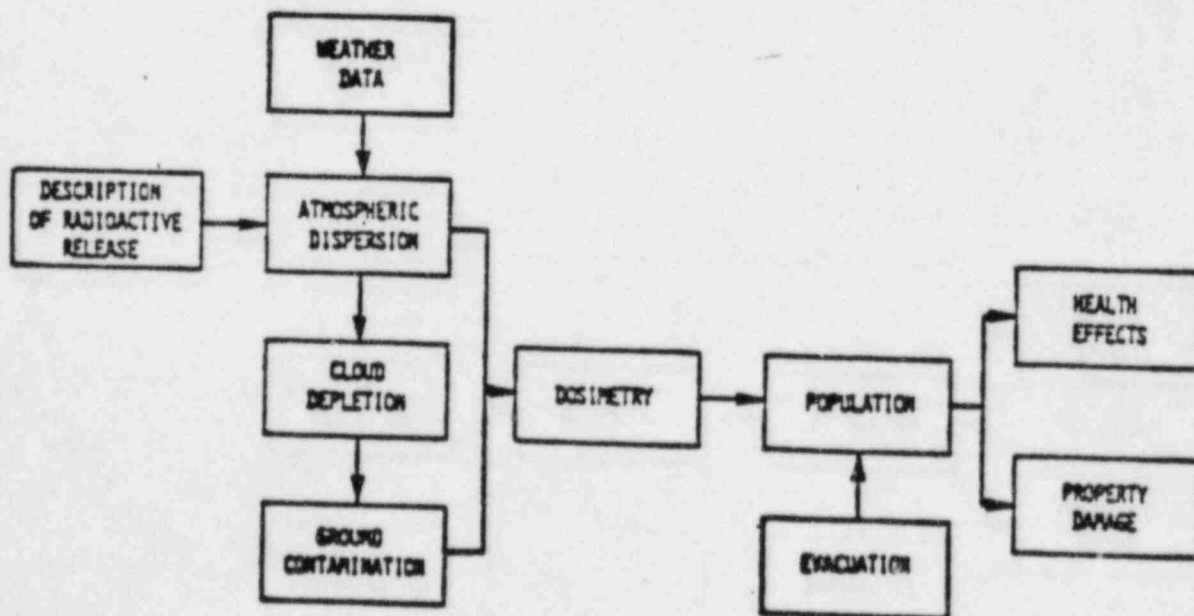 WEATHER
DATA
DESCRIPTION
OF RADIOACTIVE
RELEASE
ATMOSPHERIC
DISPERSION
CLOUD
DEPLETION
GROUND
CONTAMINATION
DOSIMETRY
POPULATION
EVACUATION
HEALTH
EFFECTS
PROPERTY
DAMAGE